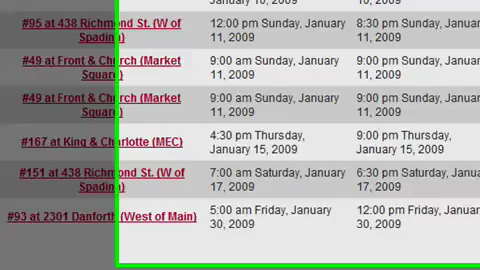 January 10, 2009
10, 2009
#95 at 438 Richmond St. (W of Spadina)
12:00 pm Sunday, January 11, 2009
8:30 pm Sunday, January 11, 2009
#49 at Front & Church (Market Square)
9:00 am Sunday, January 11, 2009
9:00 pm Sunday, January 11, 2009
#49 at Front & Church (Market Square)
9:00 am Sunday, January 11, 2009
9:00 pm Sunday, January 11, 2009
#167 at King & Charlotte (MEC)
4:30 pm Thursday, January 15, 2009
9:00 pm Thursday, January 15, 2009
#151 at 438 Richmond St. (W of Spadina)
7:00 am Saturday, January 17, 2009
6:30 pm Saturday, January 17, 2009
#93 at 2301 Danforth (West of Main)
5:00 am Friday, January 30, 2009
12:00 pm Friday, January 30, 2009